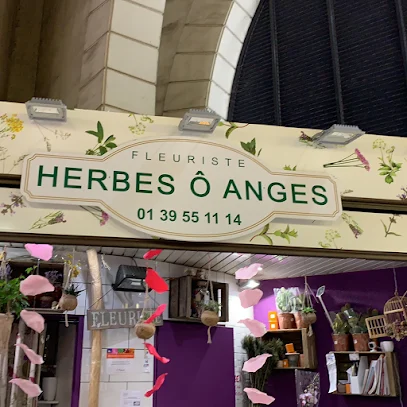 FLEURISTE
HERBES Ô ANGES
01 39 55 11 14
FLEURISTE